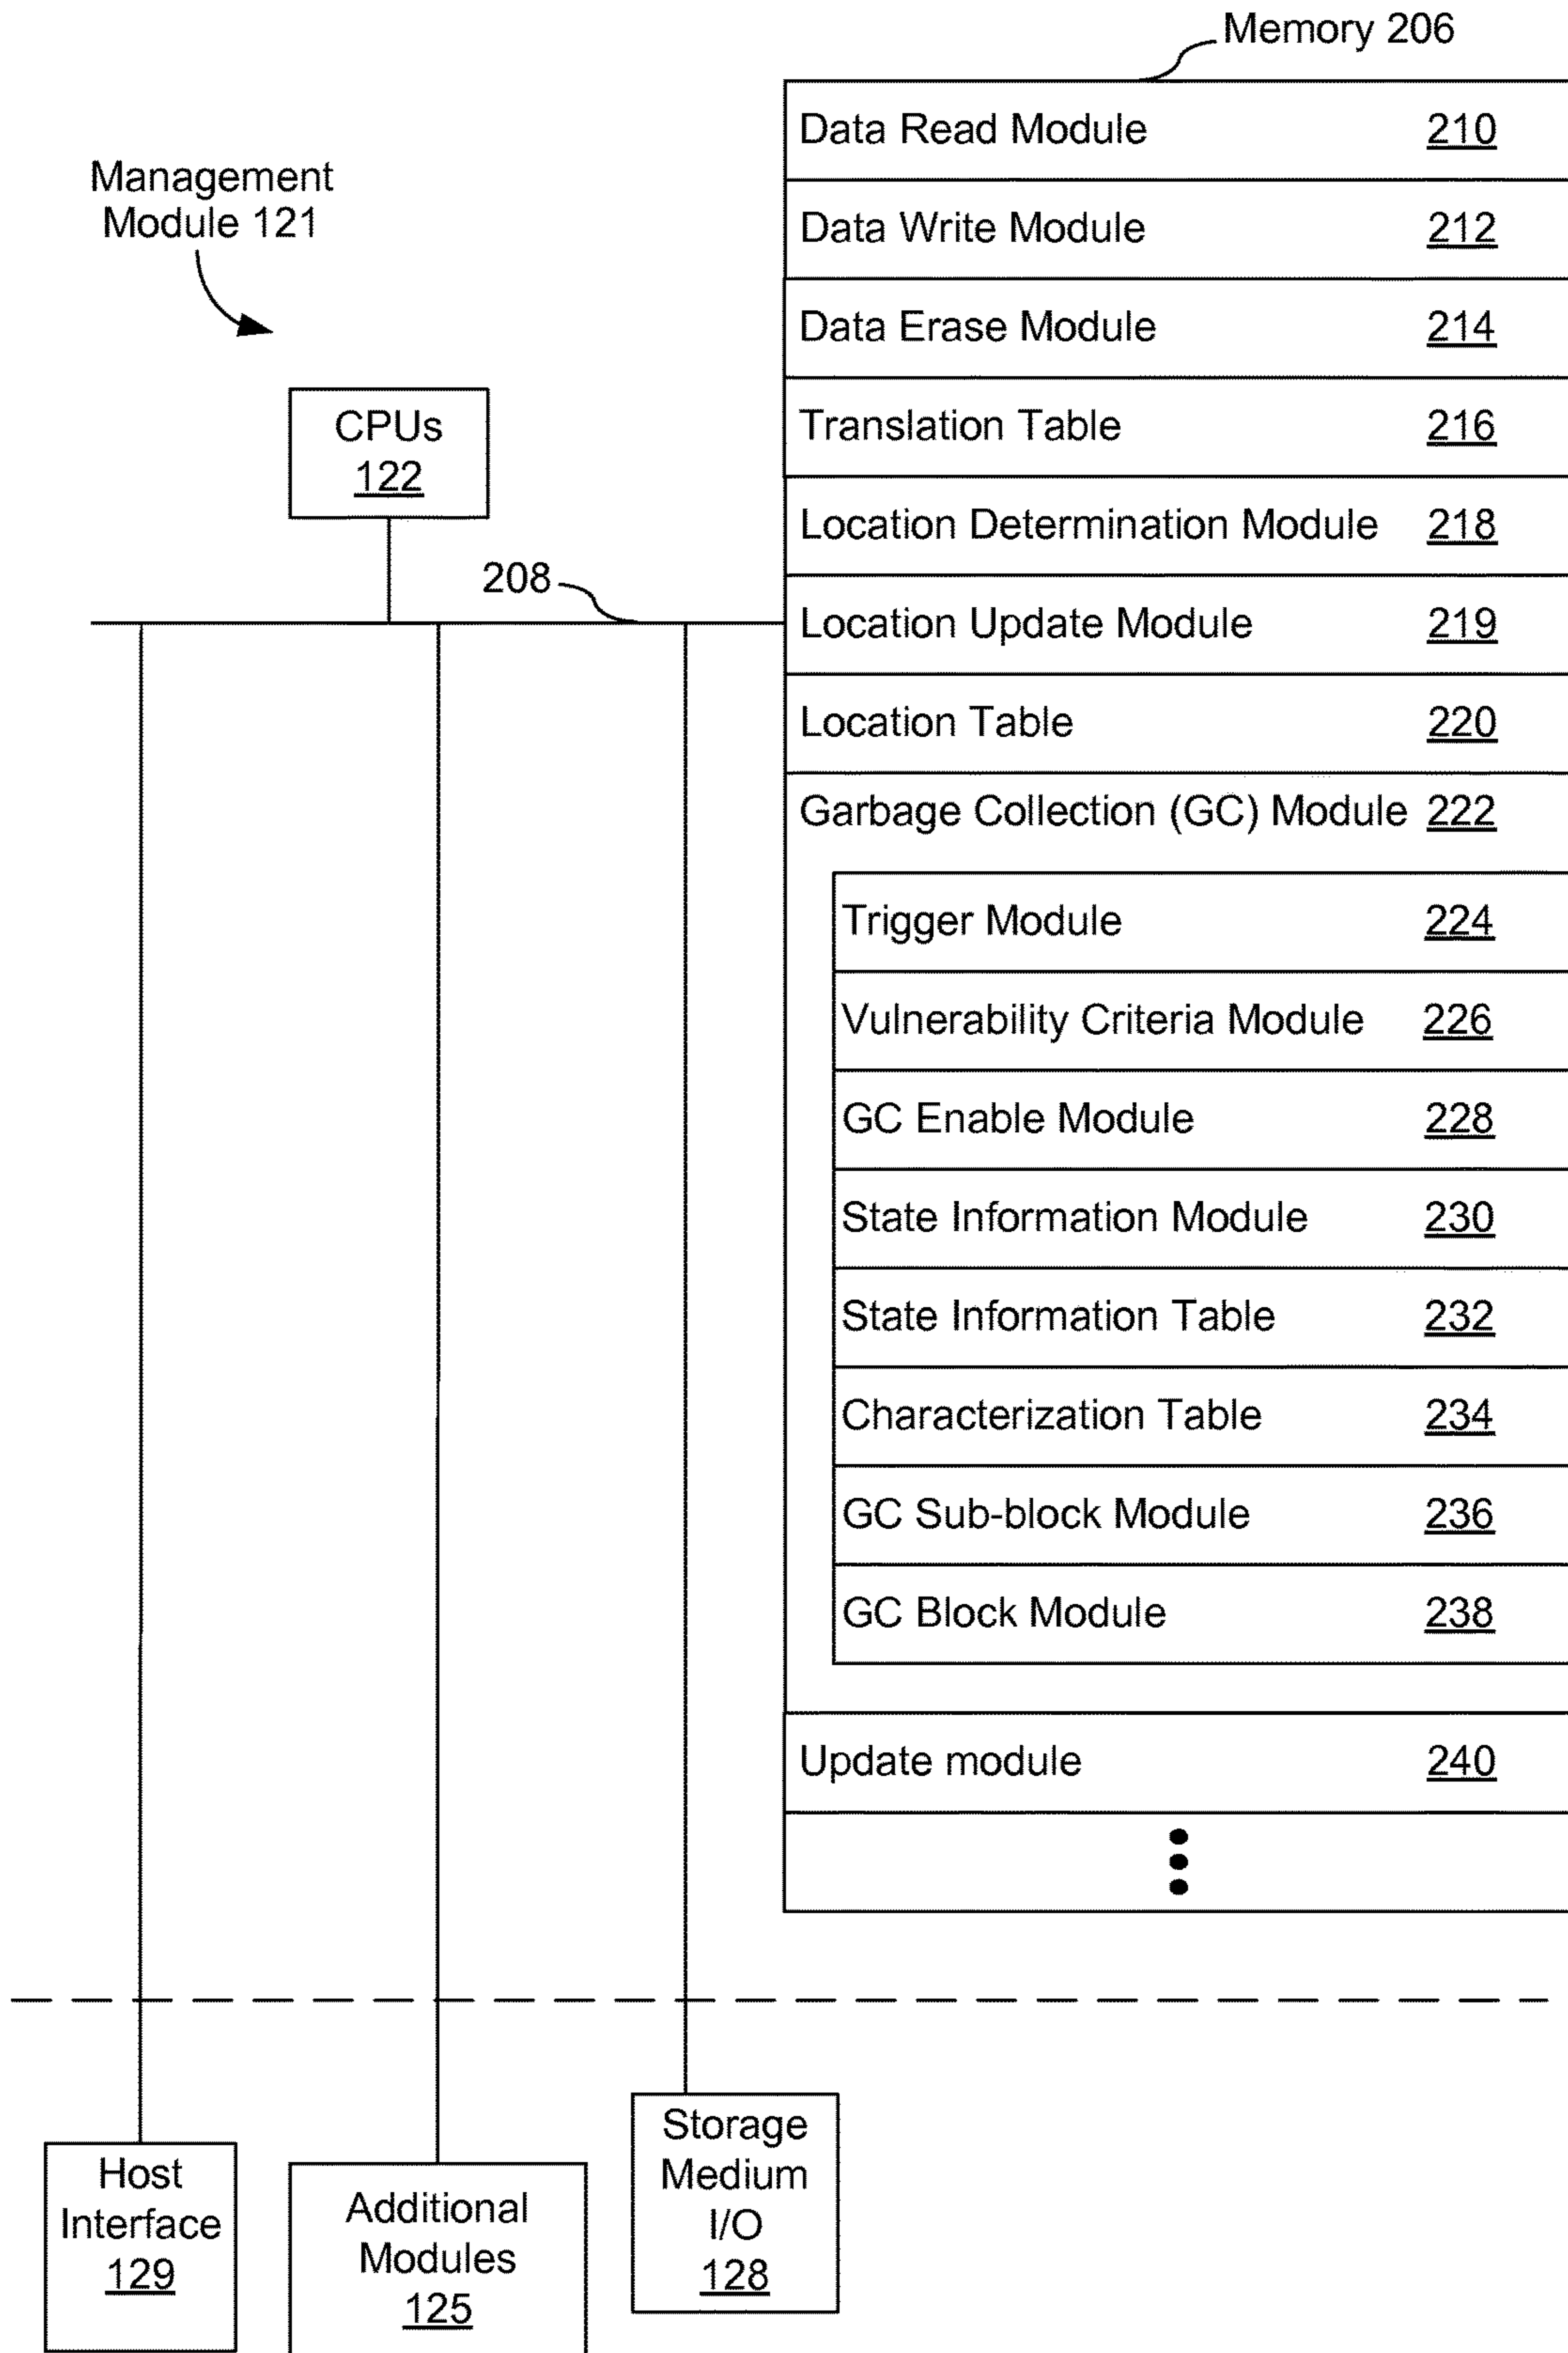 Memory 206
Management
Module 121
CPUs
122
208
Data Read Module 210
Data Write Module 212
Data Erase Module 214
Translation Table 216
Location Determination Module 218
Location Update Module 219
Location Table 220
Garbage Collection (GC) Module 222
Trigger Module 224
Vulnerability Criteria Module 226
GC Enable Module 228
State Information Module 230
State Information Table 232
Characterization Table 234
GC Sub-block Module 236
GC Block Module 238
Update module 240
Host
Interface
129
Additional
Modules
125
Storage
Medium
I/O
128